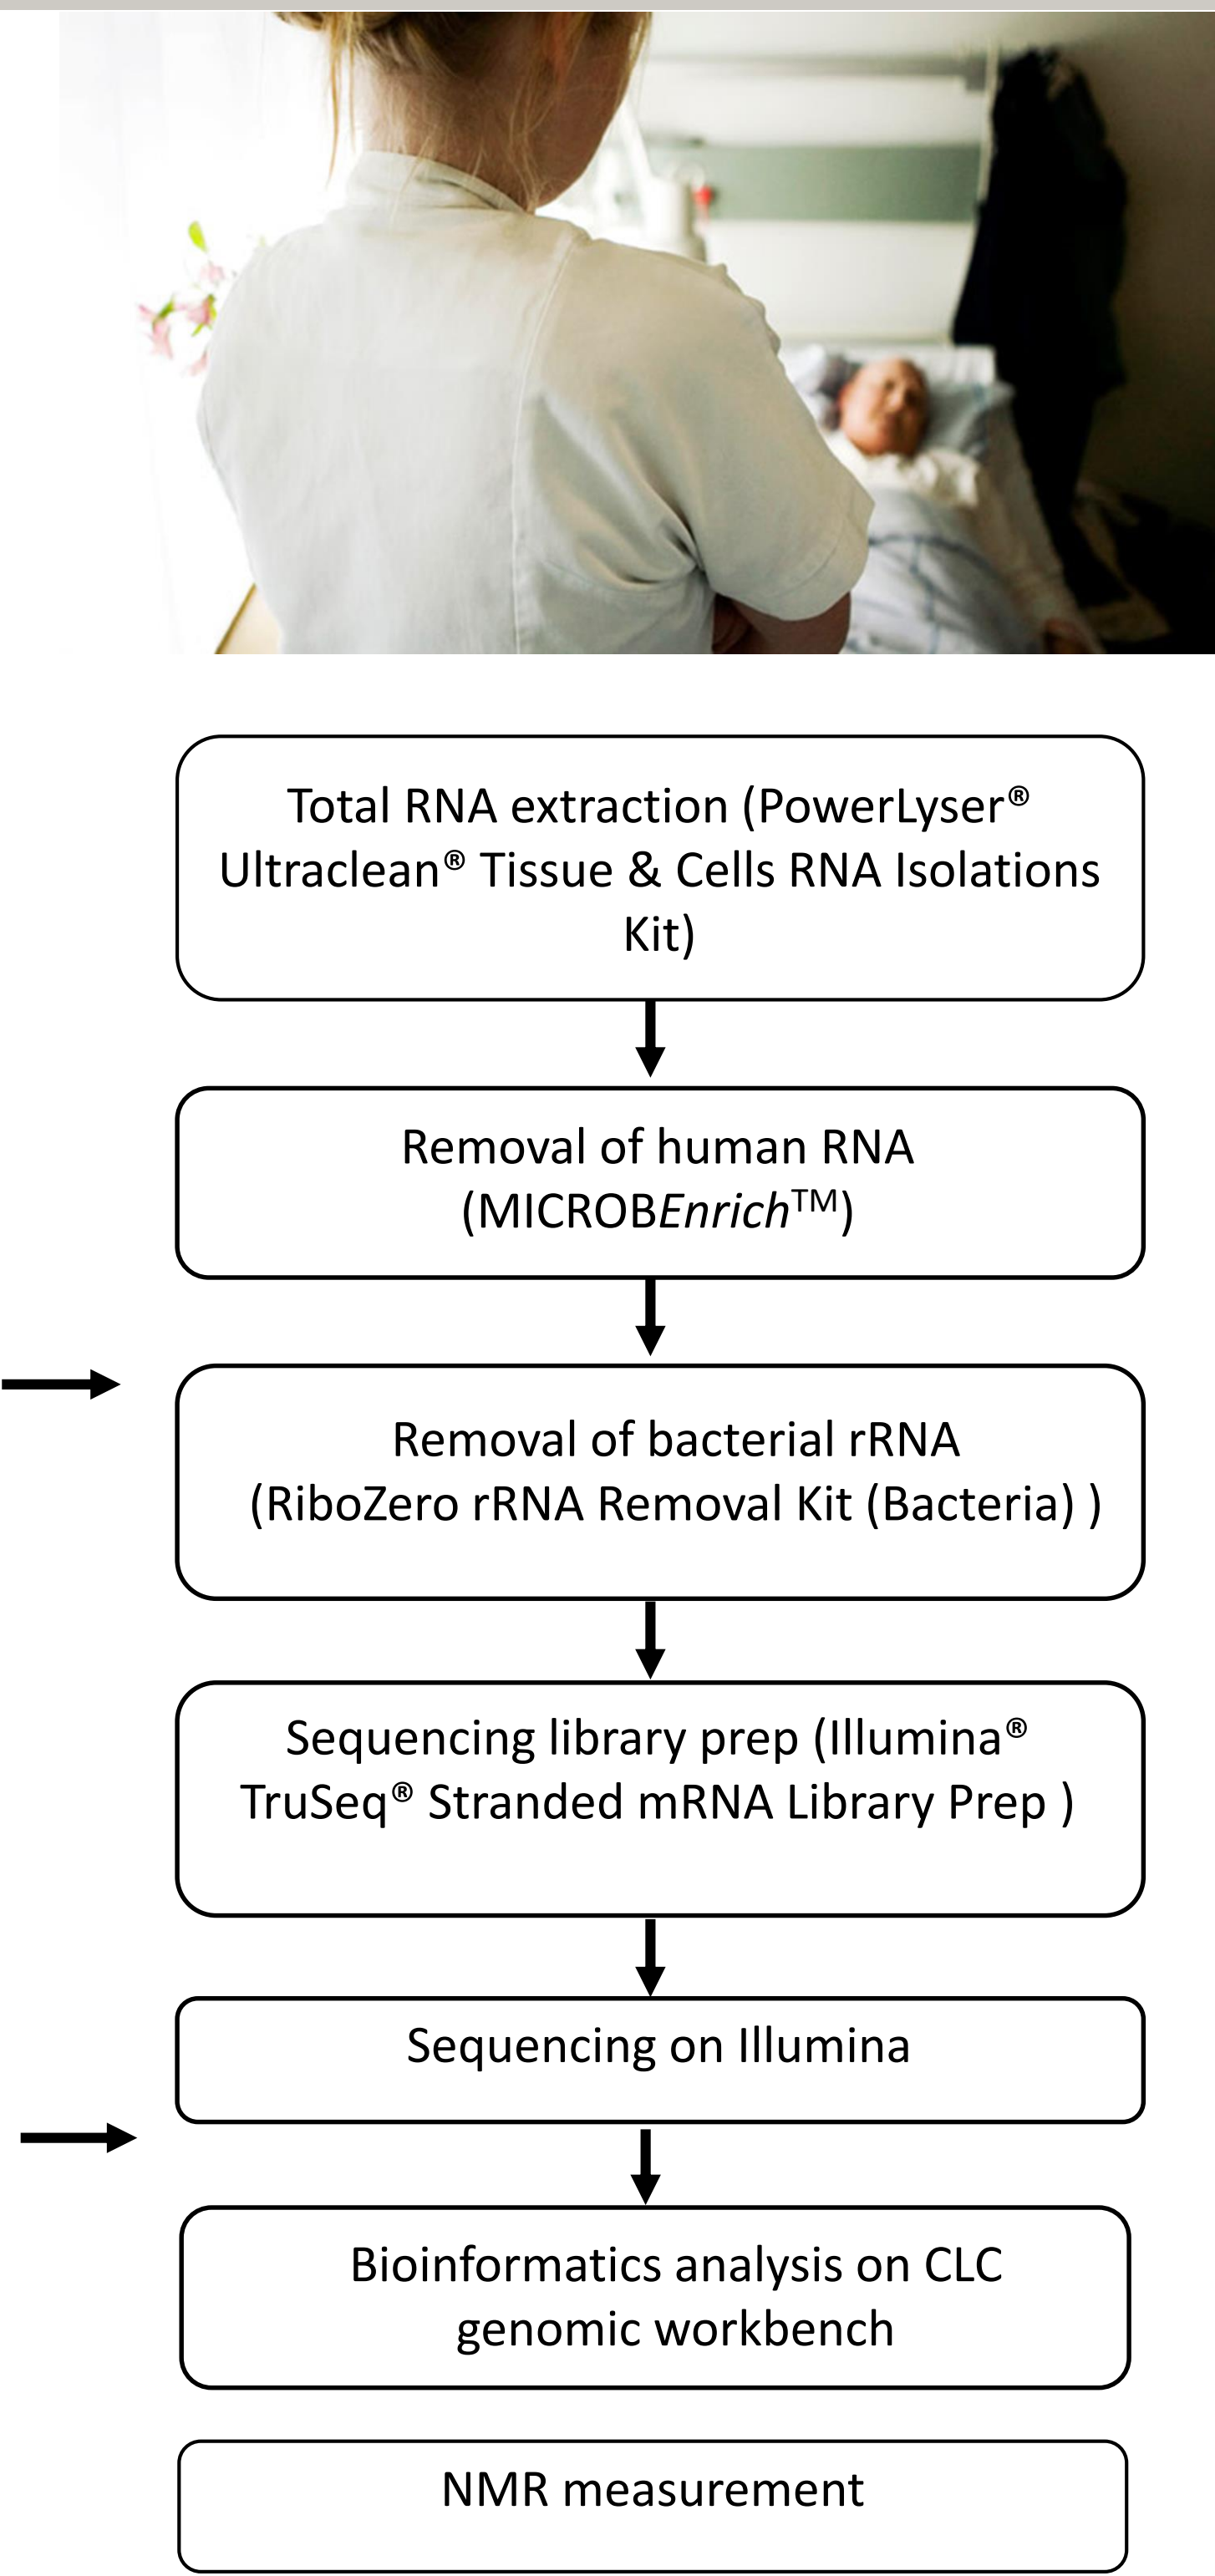 Total RNA extraction (PowerLyser®
Ultraclean® Tissue & Cells RNA Isolations
Kit)
Removal of human RNA
(MICROBEnrich™)
Removal of bacterial rRNA
(RiboZero rRNA Removal Kit (Bacteria) )
Sequencing library prep (Illumina®
TruSeq® Stranded mRNA Library Prep )
Sequencing on Illumina
Bioinformatics analysis on CLC
genomic workbench
NMR measurement